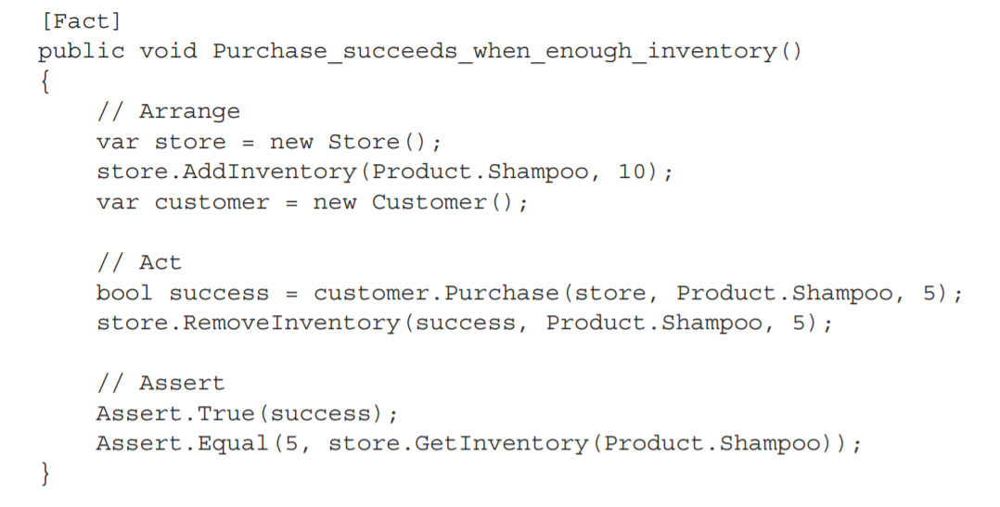 [Fact]
public void Purchase_succeeds_when_enough_inventory()
{
// Arrange
var store = new Store();
store.AddInventory(Product.Shampoo, 10);
var customer = new Customer();
// Act
bool success = customer.Purchase(store, Product.Shampoo, 5);
store.RemoveInventory(success, Product.Shampoo, 5);
// Assert
Assert.True(success);
Assert.Equal(5, store.GetInventory(Product.Shampoo));
}